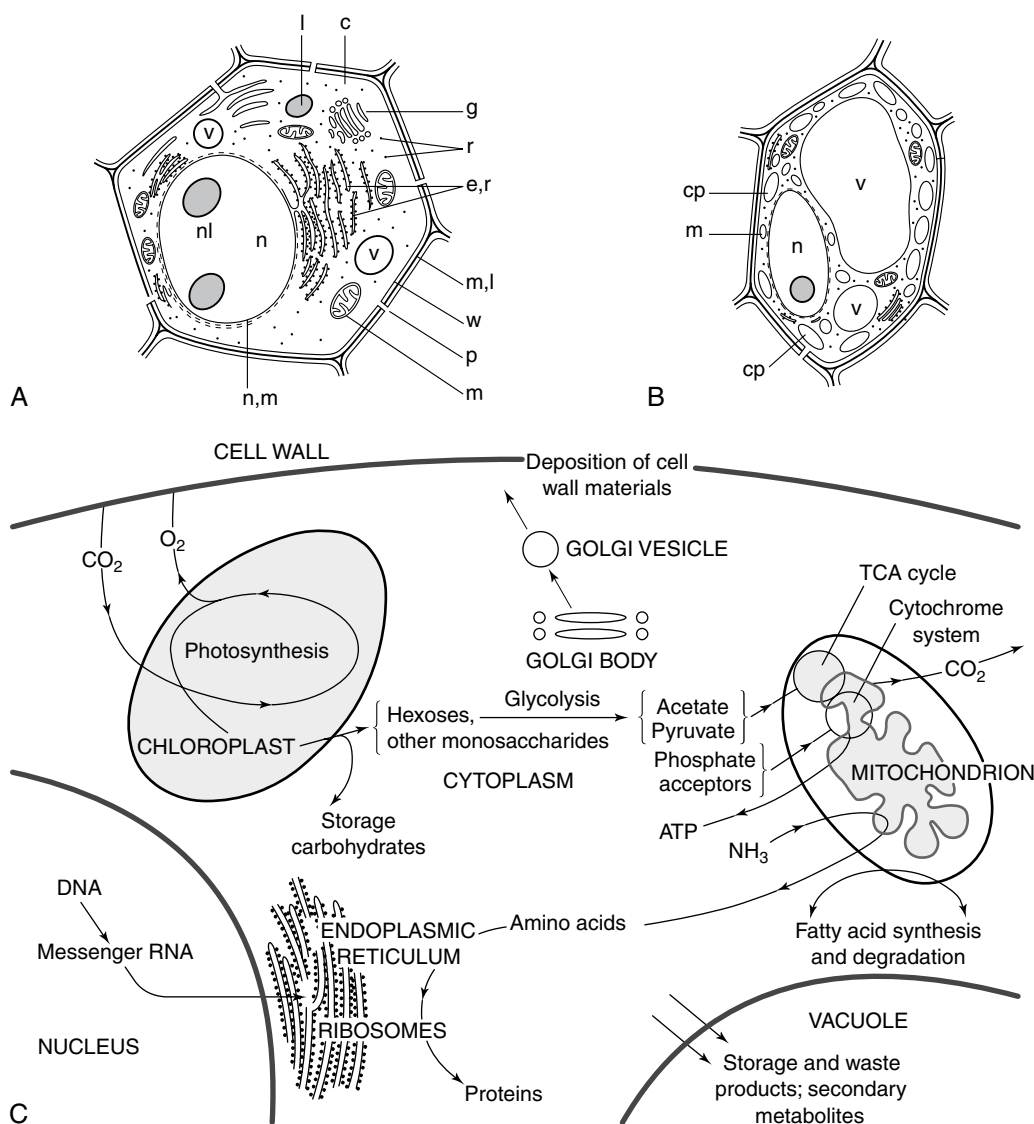 l
c
g
r
e,r
m,l
w
p
m
n,m
v
nl
n
v
A
cp
m
v
n
v
cp
B
CELL WALL
Deposition of cell
wall materials
O2
CO2
GOLGI VESICLE
GOLGI BODY
TCA cycle
Cytochrome
system
CO2
Photosynthesis
CHLOROPLAST
Hexoses,
other monosaccharides
Glycolysis
Acetate
Pyruvate
Phosphate
acceptors
MITOCHONDRION
CYTOPLASM
Storage
carbohydrates
ATP
NH3
DNA
Messenger RNA
NUCLEUS
ENDOPLASMIC
RETICULUM
RIBOSOMES
Amino acids
Proteins
Fatty acid synthesis
and degradation
VACUOLE
Storage and waste
products; secondary
metabolites
C